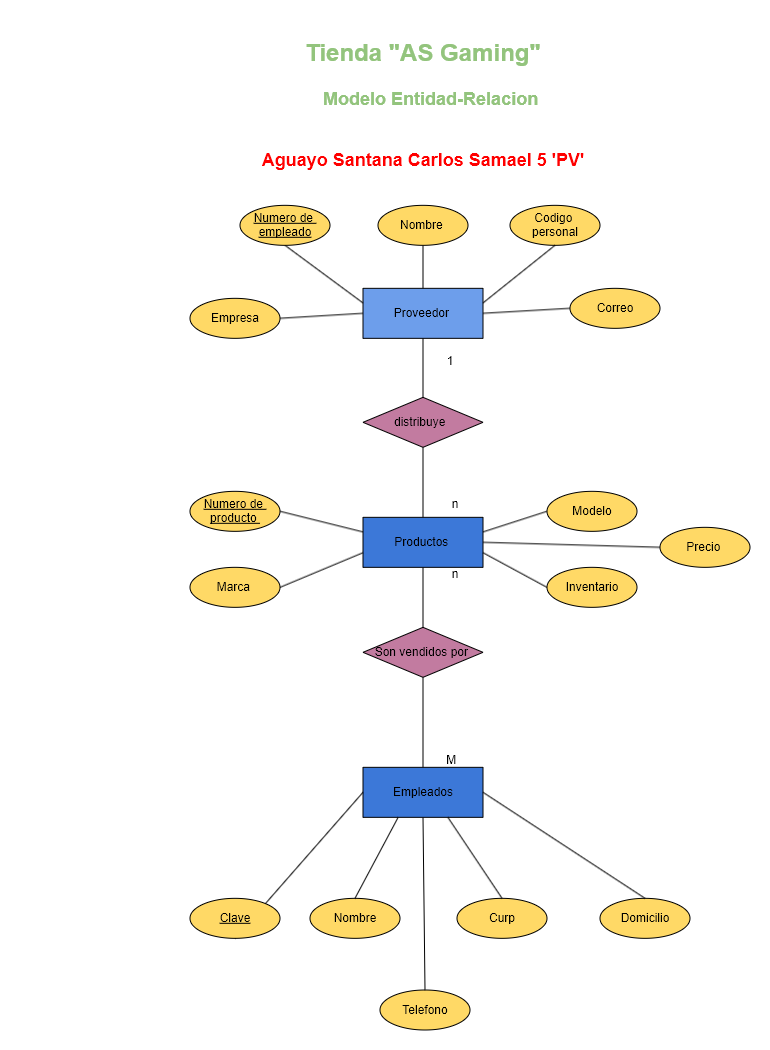 Tienda "AS Gaming"
Modelo Entidad-Relacion
Aguayo Santana Carlos Samael 5 'PV'
Numero de
empleado
Nombre
Codigo
personal
Empresa
Proveedor
Correo
1
distribuye
n
Numero de
producto
Modelo
Productos
Precio
n
Marca
Inventario
Son vendidos por
M
Empleados
Clave
Nombre
Curp
Domicilio
Telefono